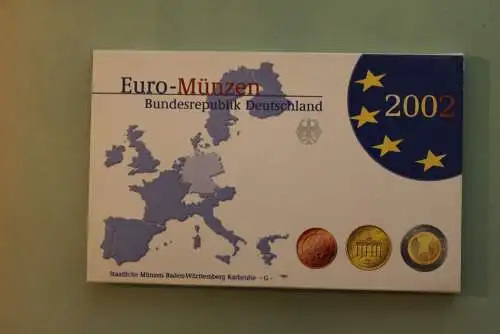 Euro-Münzen
Bundesrepublik Deutschland
2002
Staatliche Münzen Baden-Württemberg Karlsruhe - G -